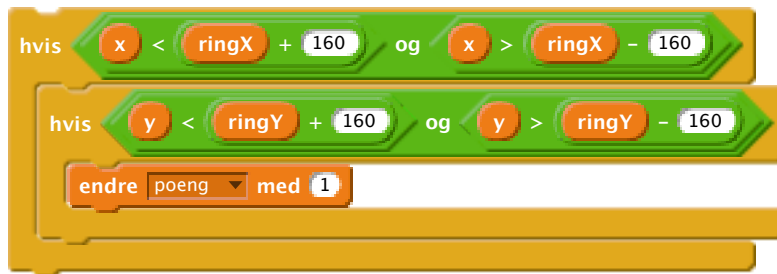 hvis x < ringX + 160 og x > ringX - 160
hvis y < ringY + 160 og y > ringY - 160
endre poeng med 1